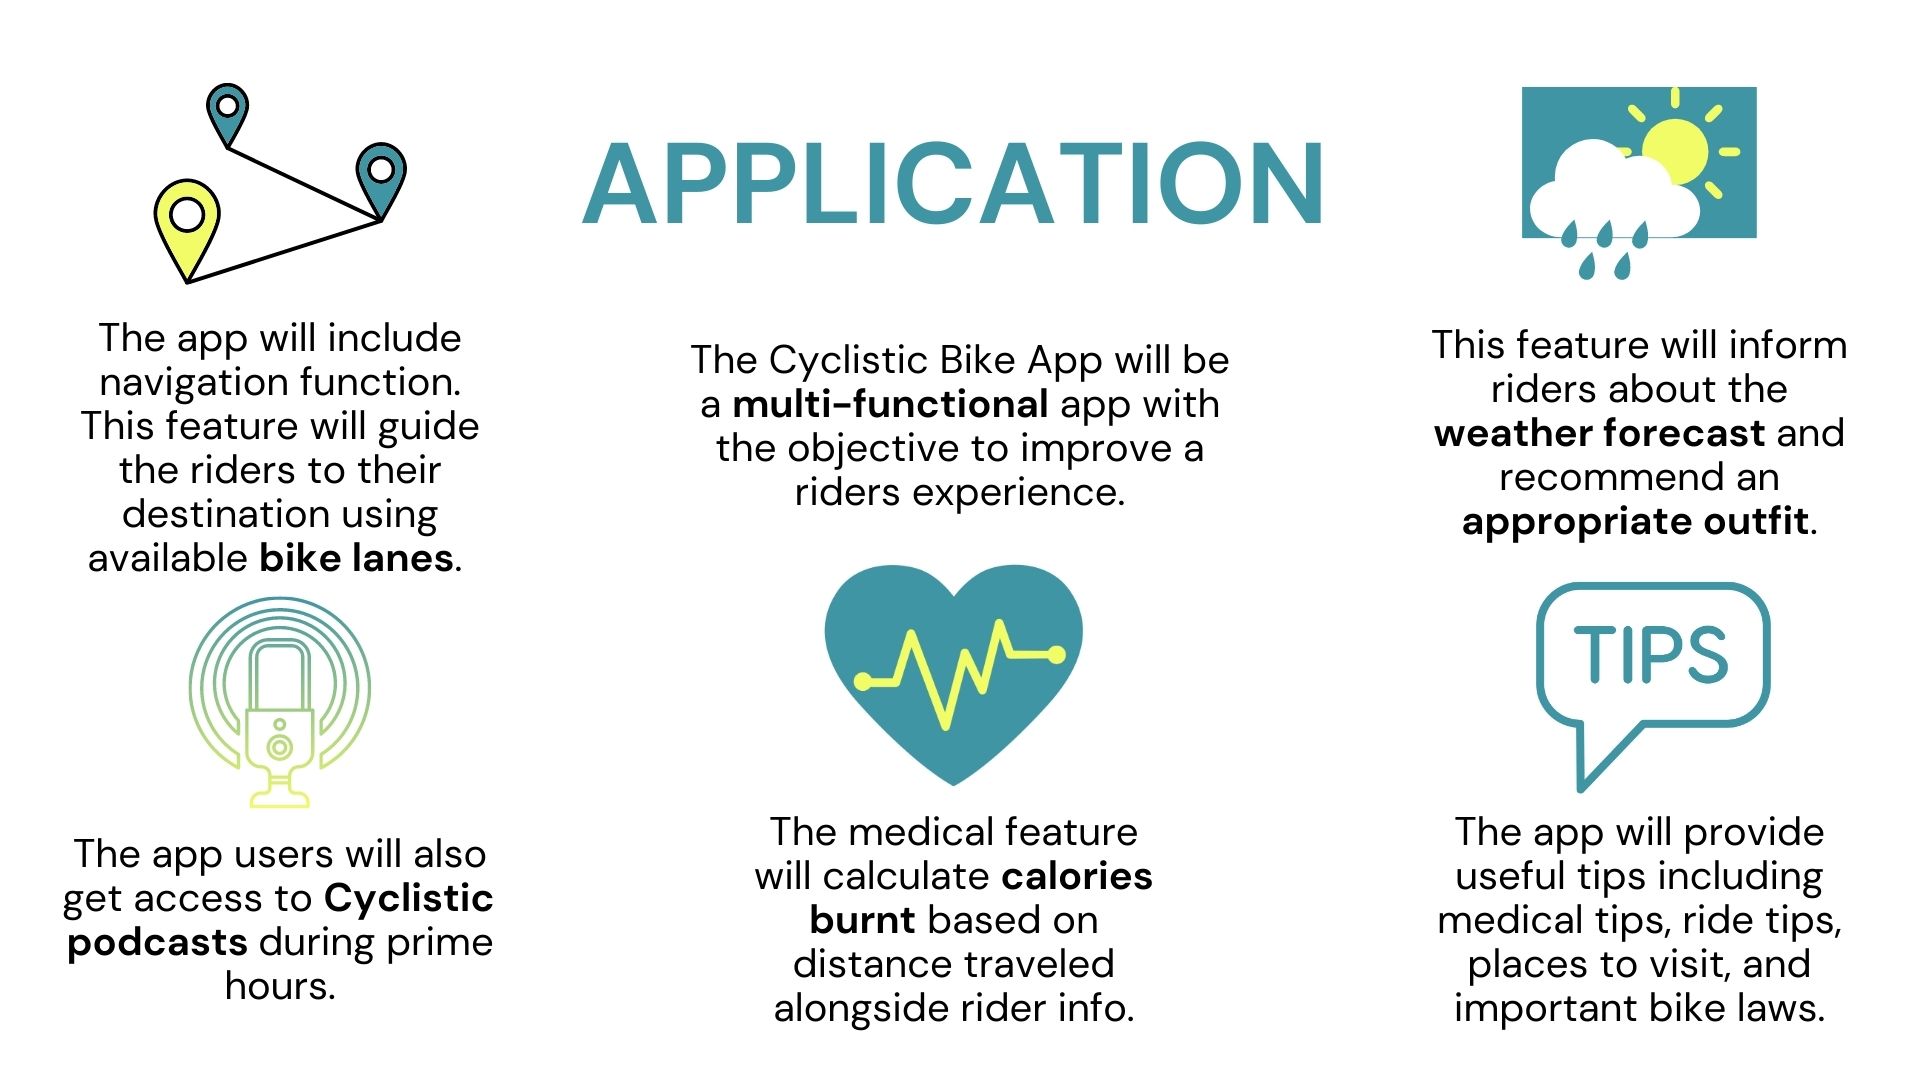 APPLICATION
The app will include
navigation function.
This feature will guide
the riders to their
destination using
available bike lanes.
The Cyclistic Bike App will be
a multi-functional app with
the objective to improve a
riders experience.
This feature will inform
riders about the
weather forecast and
recommend an
appropriate outfit.
The app users will also
get access to Cyclistic
podcasts during prime
hours.
The medical feature
will calculate calories
burnt based on
distance traveled
alongside rider info.
TIPS
The app will provide
useful tips including
medical tips, ride tips,
places to visit, and
important bike laws.